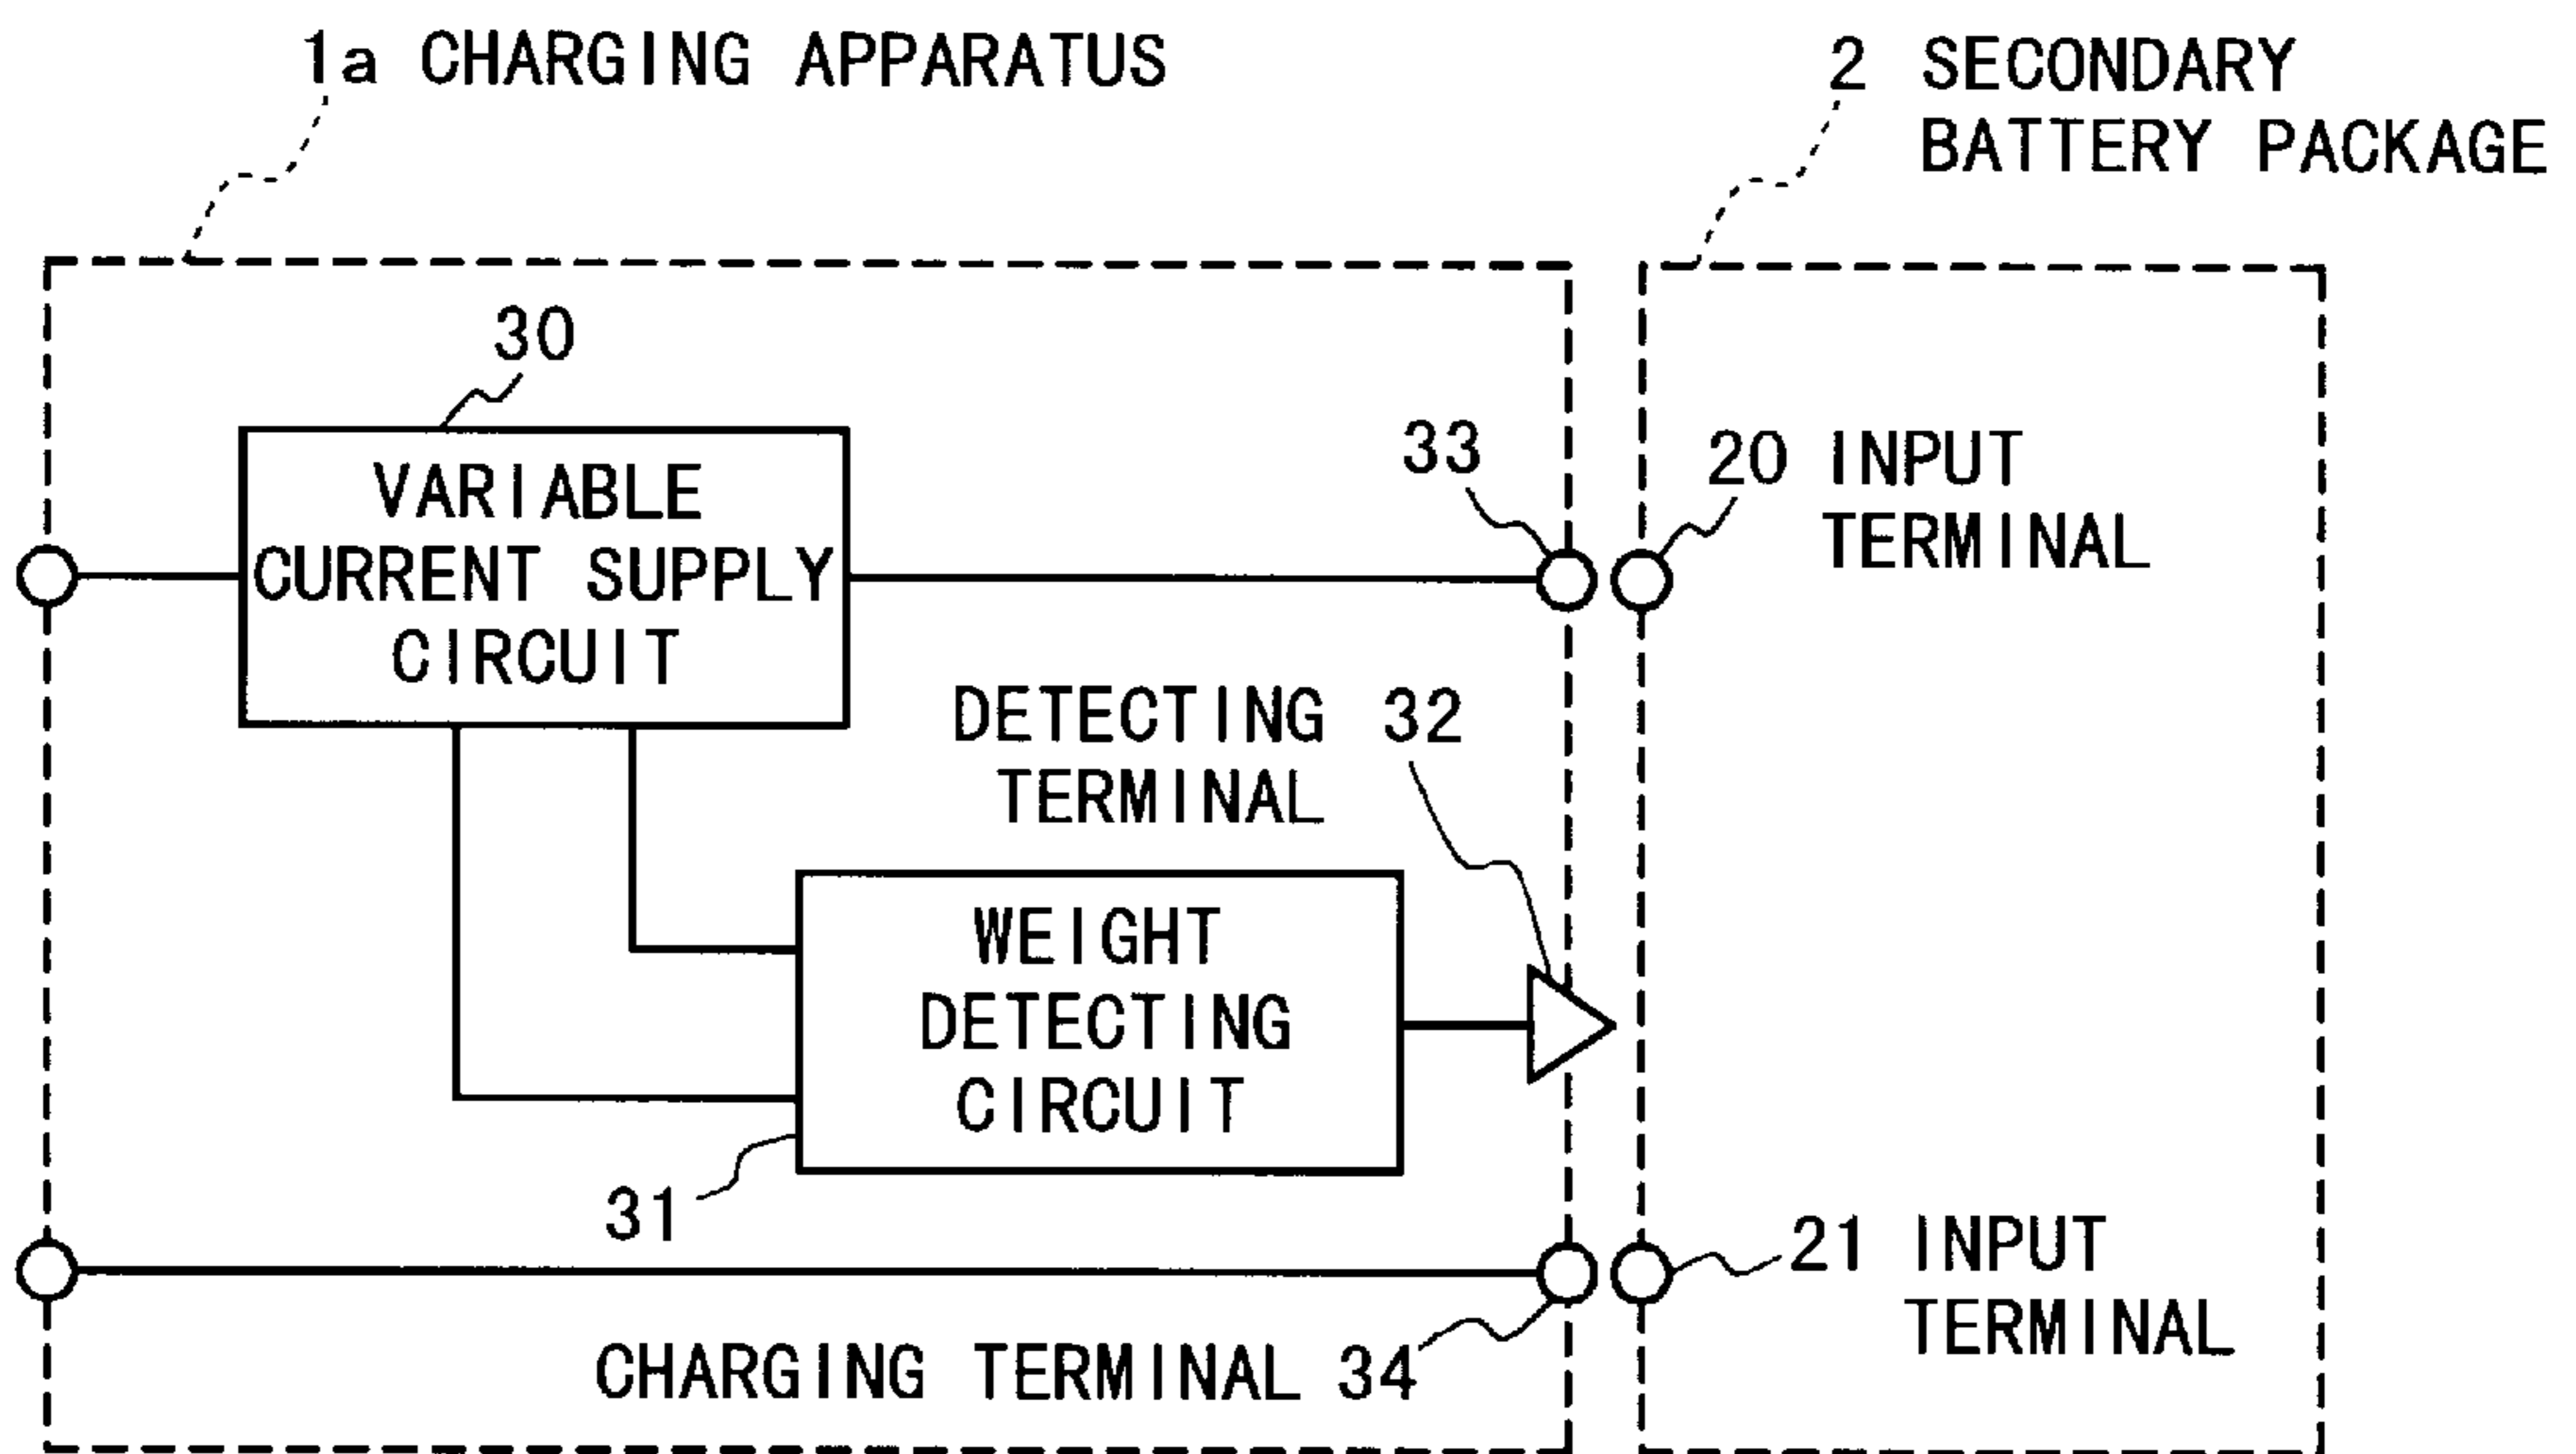 1a CHARGING APPARATUS
2 SECONDARY
BATTERY PACKAGE
30
VARIABLE
CURRENT SUPPLY
CIRCUIT
33
20 INPUT
TERMINAL
DETECTING 32
TERMINAL
WEIGHT
DETECTING
CIRCUIT
31
21 INPUT
TERMINAL
CHARGING TERMINAL 34